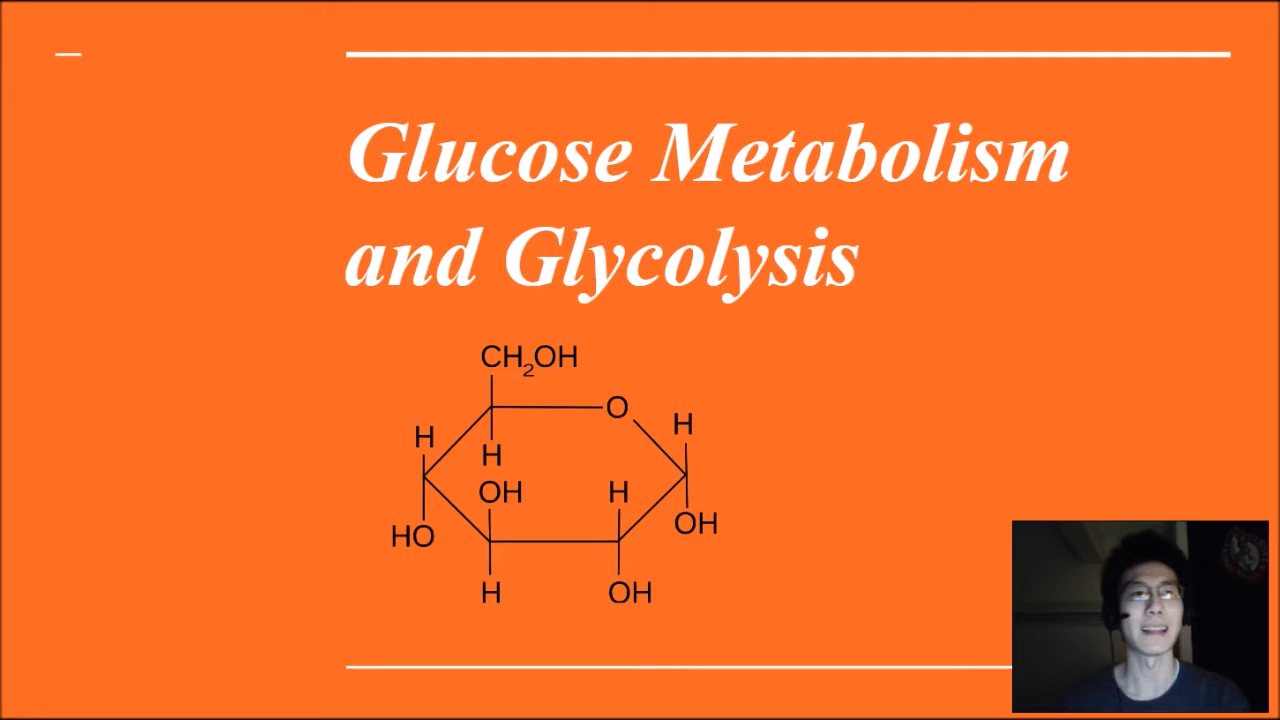 Glucose Metabolism
and Glycolysis
CH₂OH
O
H
H
H
OH
H
HO
OH
H
OH